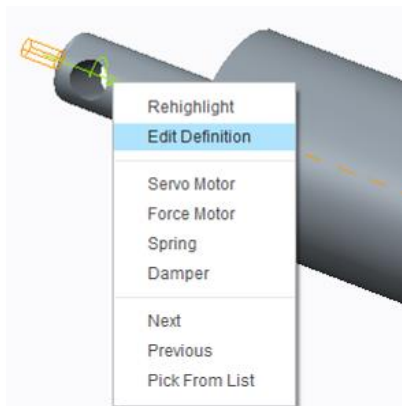 Rehighlight
Edit Definition
Servo Motor
Force Motor
Spring
Damper
Next
Previous
Pick From List